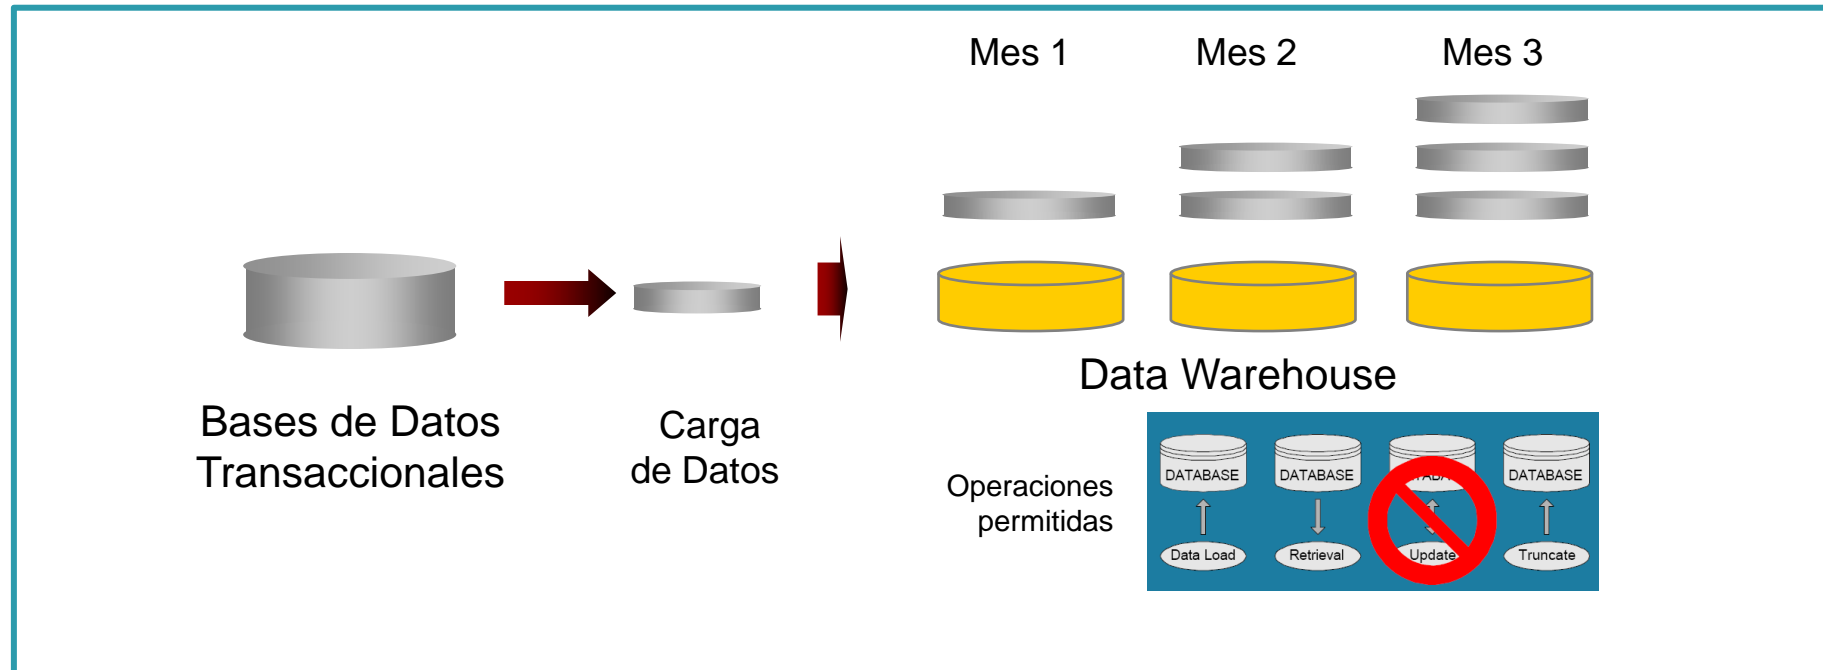 Mes 1
Mes 2
Mes 3
Data Warehouse
Bases de Datos
Transaccionales
Carga
de Datos
Operaciones
permitidas
DATABASE
DATABASE
DATABASE
Data Load
Retrieval
Update
Truncate